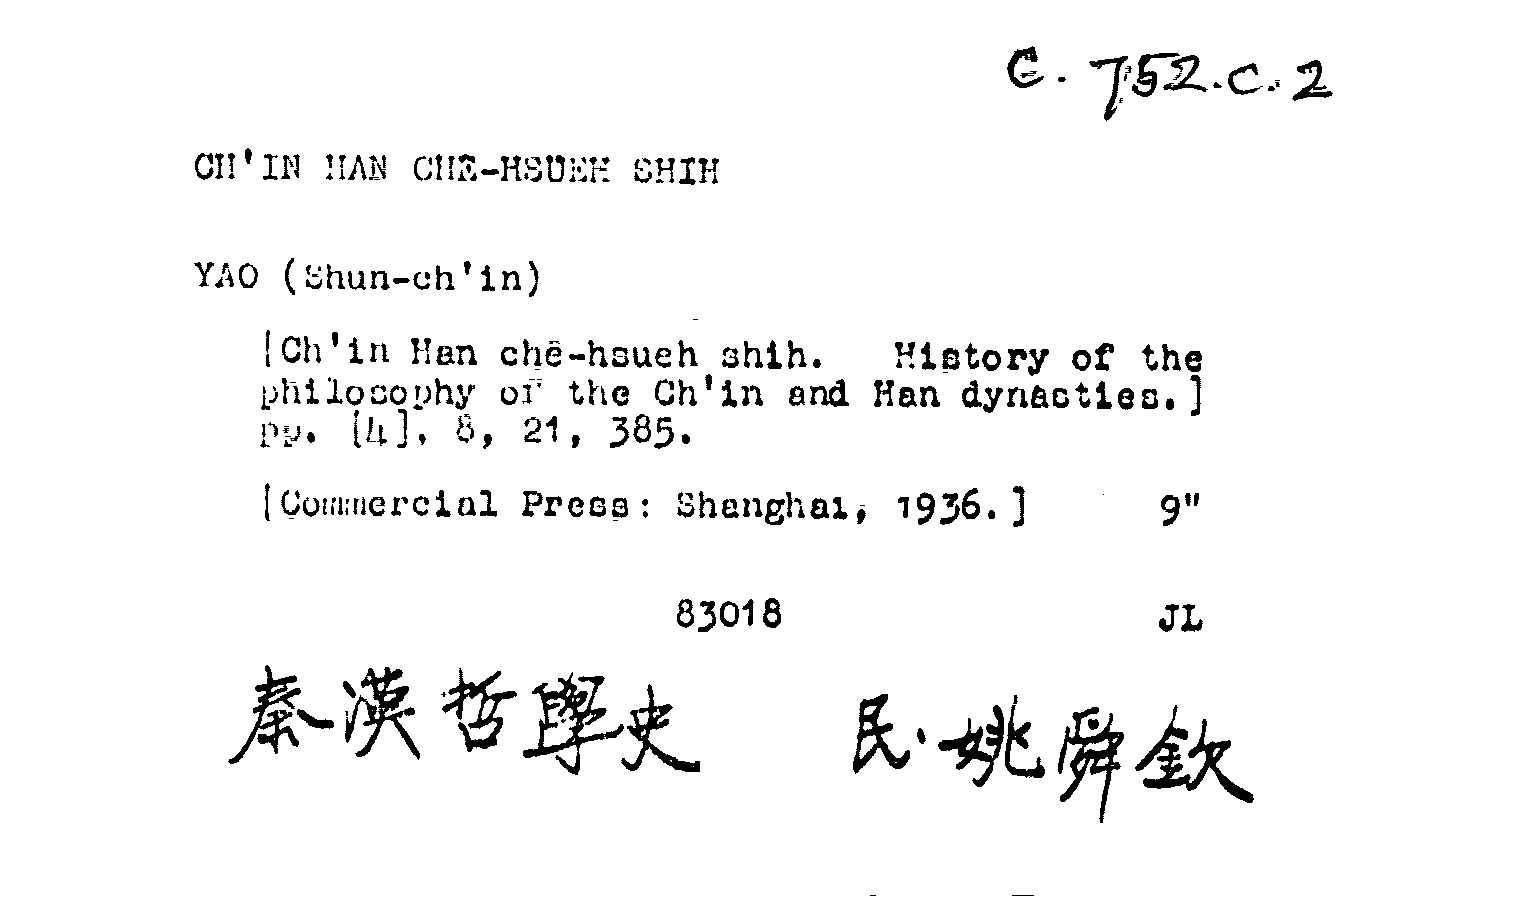 C. 752.C.2
CH'IN HAN CHE-HSUEH SHIH
YAO (Shun-ch'in)
[Ch'in Han chē-hsueh shih. History of the
philosophy of the Ch'in and Han dynasties.]
pp. [4], 8, 21, 385.
[Commercial Press: Shanghai, 1936.] 9"
83018 JL
秦漢哲學史 民·姚舜欽